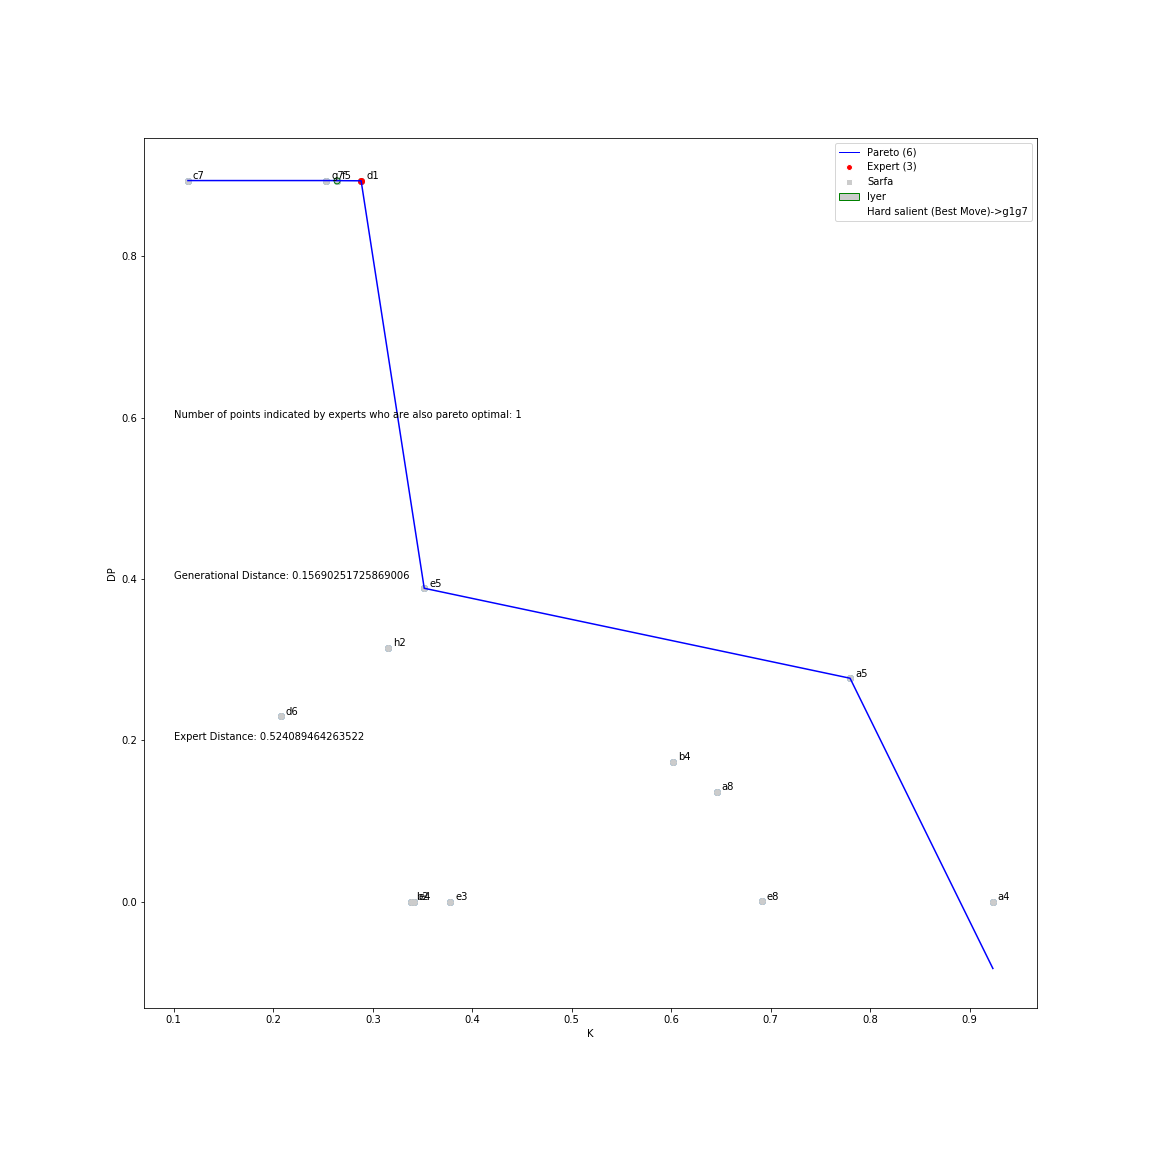 Pareto (6)
Expert (3)
Sarfa
Iyer
Hard salient (Best Move)->g1g7
c7
d1
0.8
0.6
Number of points indicated by experts who are also pareto optimal: 1
DP
0.4
Generational Distance: 0.15690251725869006
e5
h2
a5
d6
0.2
Expert Distance: 0.524089464263522
b4
a8
0.0
e3
e8
a4
0.1 0.2 0.3 0.4 0.5 0.6 0.7 0.8 0.9
K